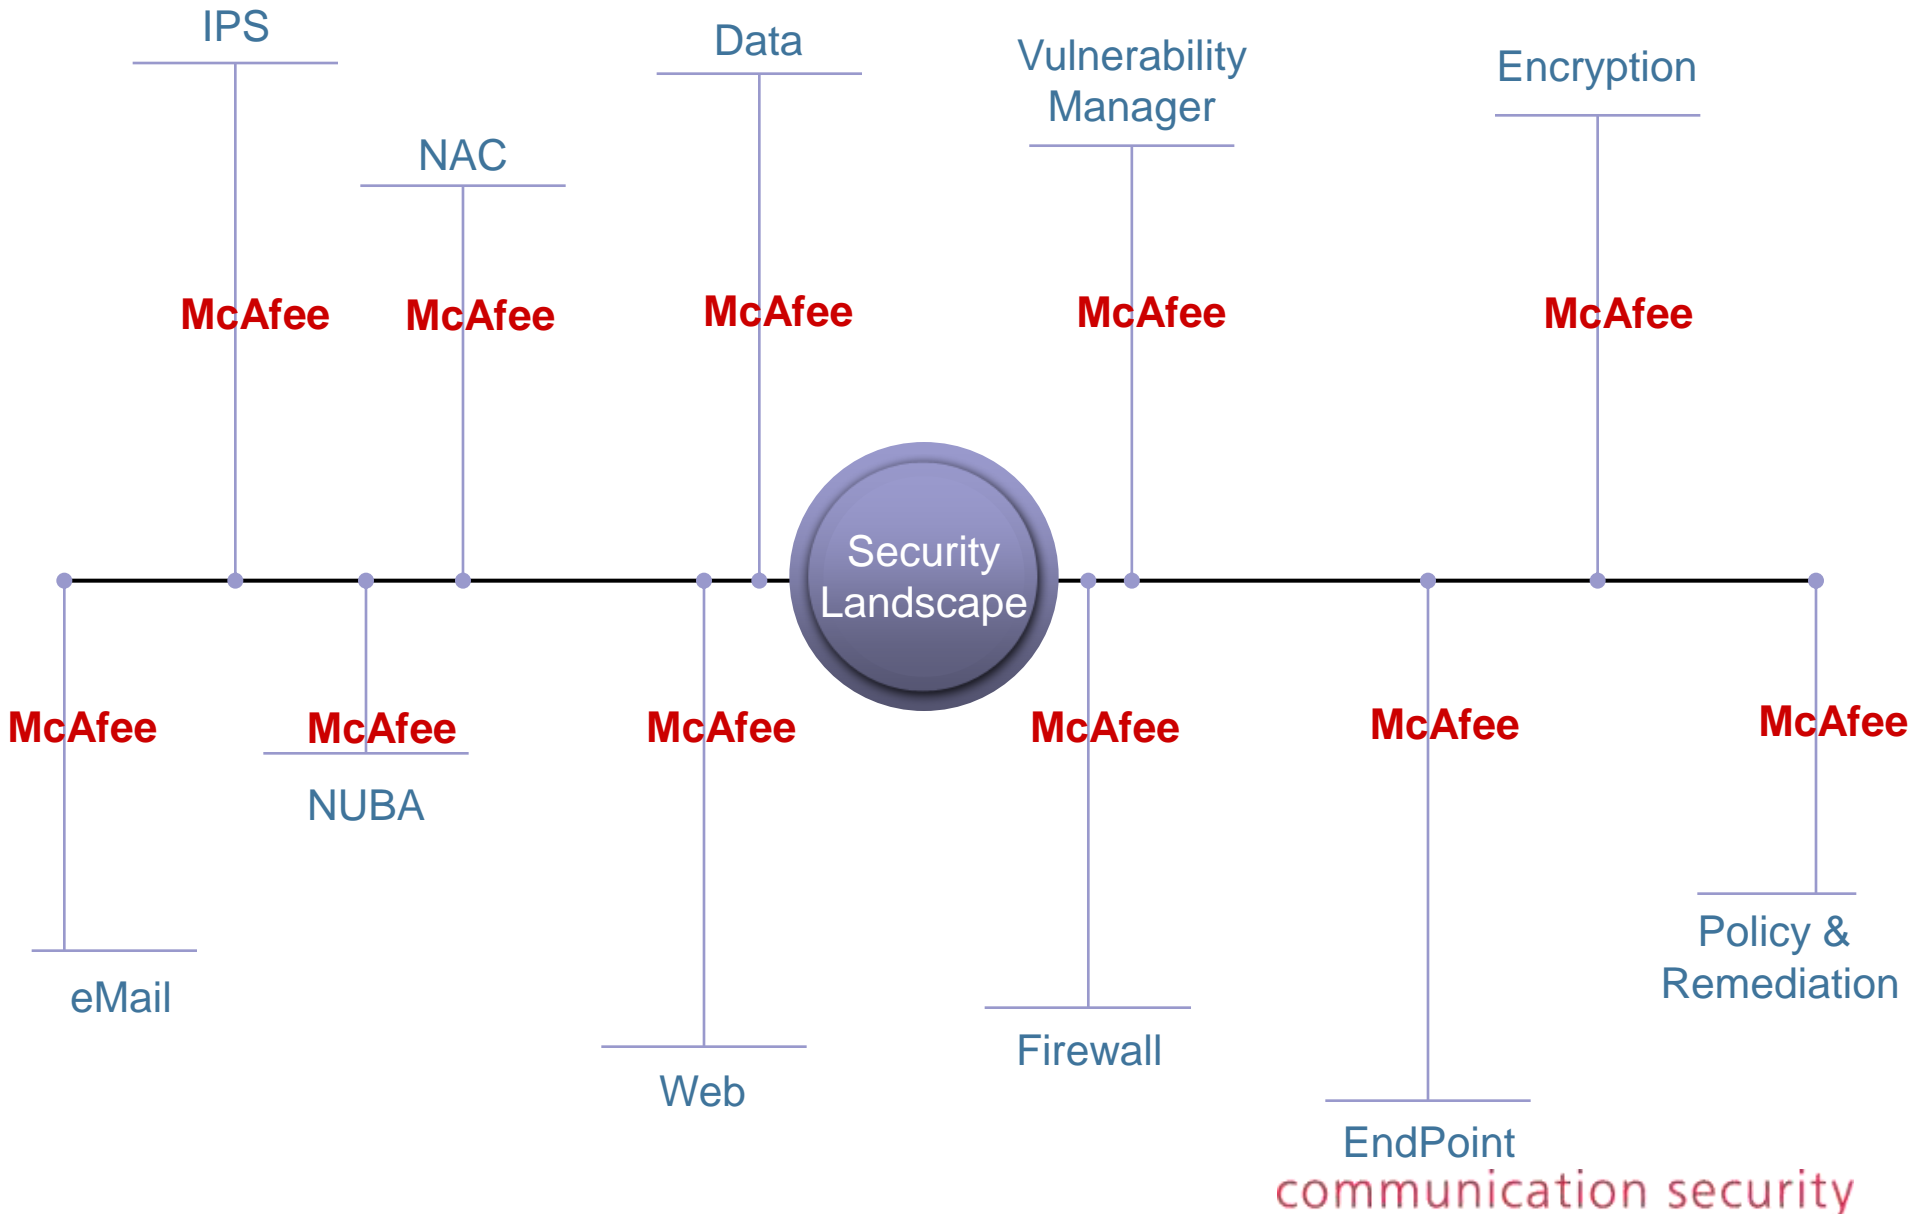 IPS
Data
Vulnerability
Manager
Encryption
NAC
McAfee
McAfee
McAfee
McAfee
McAfee
Security
Landscape
McAfee
McAfee
McAfee
McAfee
McAfee
McAfee
NUBA
eMail
Web
Firewall
EndPoint
Policy &
Remediation
communication security